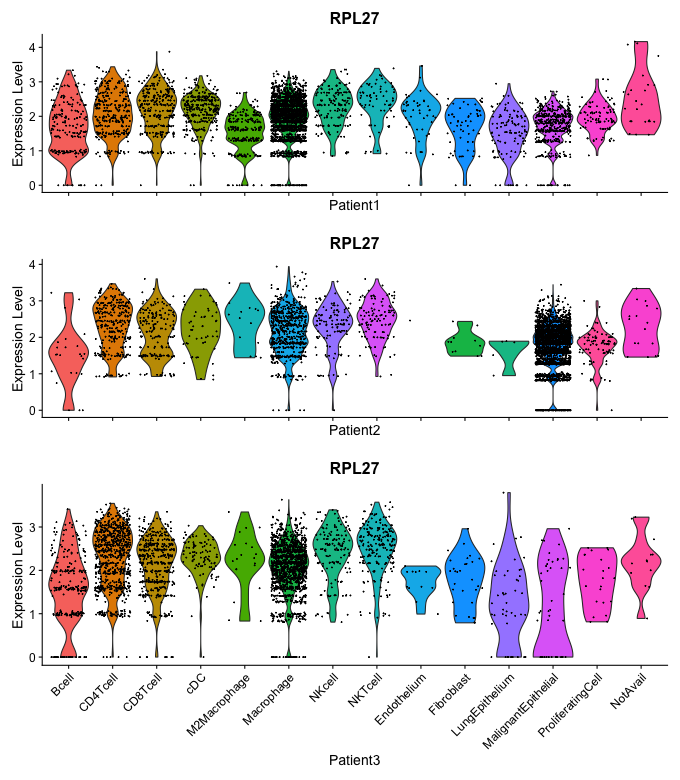 RPL27
Expression Level
4
3
2
1
0
Patient1
RPL27
Expression Level
4
3
2
1
0
Patient2
RPL27
Expression Level
3
2
1
0
Bcell
CD4Tcell
CD8Tcell
cDC
M2Macrophage
Macrophage
NKcell
NKTcell
Endothelium
Fibroblast
LungEpithelium
MalignantEpithelial
ProliferatingCell
NotAvail
Patient3